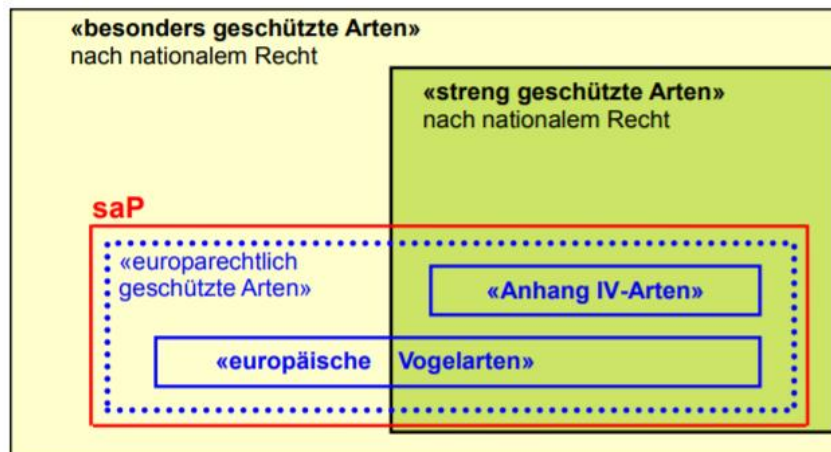 «besonders geschützte Arten»
nach nationalem Recht
«streng geschützte Arten»
nach nationalem Recht
saP
«europarechtlich
geschützte Arten»
«Anhang IV-Arten»
«europäische Vogelarten»